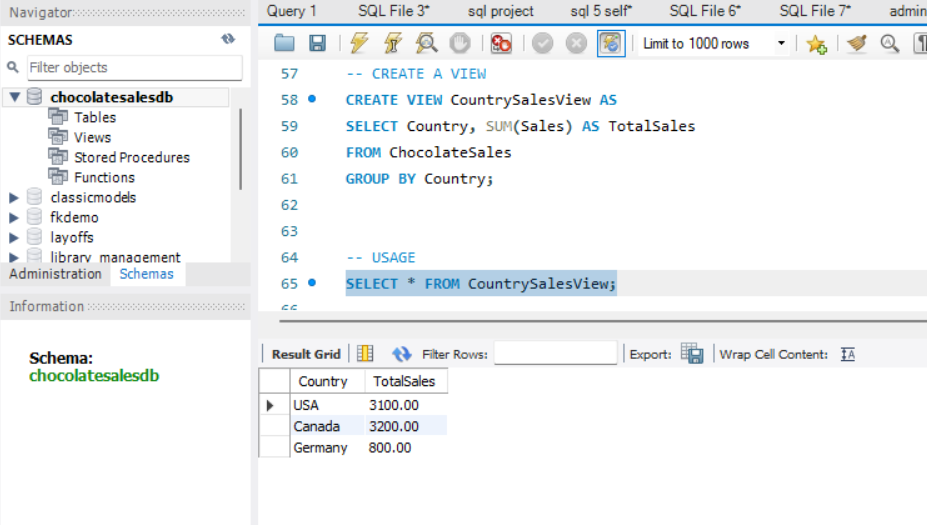 Navigator
SCHEMAS
Filter objects
chocolatesalesdb
Tables
Views
Stored Procedures
Functions
classicmodels
fkdemo
layoffs
library_management
Administration Schemas
Information
Schema:
chocolatesalesdb
Query 1 SQL File 3* sql project sql 5 self* SQL File 6* SQL File 7* admin
Limit to 1000 rows
57 -- CREATE A VIEW
58 CREATE VIEW CountrySalesView AS
59 SELECT Country, SUM(Sales) AS TotalSales
60 FROM ChocolateSales
61 GROUP BY Country;
62
63
64 -- USAGE
65 SELECT * FROM CountrySalesView;
66
Result Grid Filter Rows: Export: Wrap Cell Content: IA
Country TotalSales
USA 3100.00
Canada 3200.00
Germany 800.00